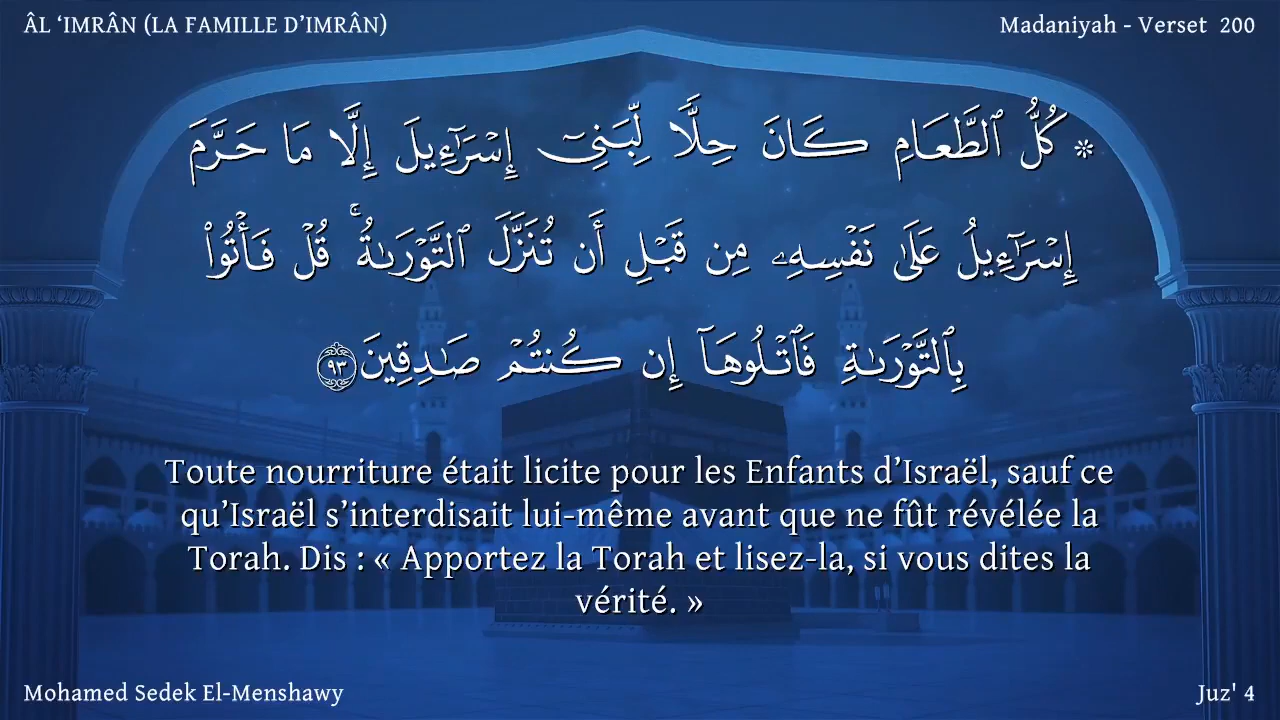 ÂL ‘IMRÂN (LA FAMILLE D’IMRÂN)
Madaniyah - Verset 200
۞ كُلُّ ٱلطَّعَامِ كَانَ حِلًّا لِّبَنِىٓ إِسْرَٰٓءِيلَ إِلَّا مَا حَرَّمَ
إِسْرَٰٓءِيلُ عَلَىٰ نَفْسِهِۦ مِن قَبْلِ أَن تُنَزَّلَ ٱلتَّوْرَىٰةُ ۗ قُلْ فَأْتُوا۟
بِٱلتَّوْرَىٰةِ فَٱتْلُوهَآ إِن كُنتُمْ صَـٰدِقِينَ ٩٣
Toute nourriture était licite pour les Enfants d’Israël, sauf ce
qu’Israël s’interdisait lui-même avant que ne fût révélée la
Torah. Dis : « Apportez la Torah et lisez-la, si vous dites la
vérité. »
Mohamed Sedek El-Menshawy
Juz' 4